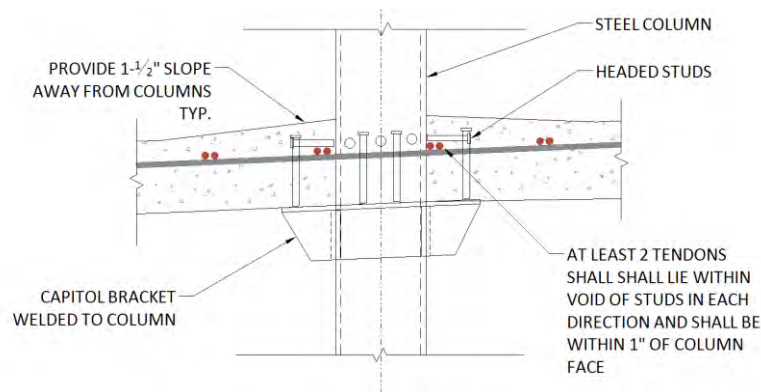 STEEL COLUMN
PROVIDE 1-1/2" SLOPE
AWAY FROM COLUMNS
TYP.
HEADED STUDS
CAPITOL BRACKET
WELDED TO COLUMN
AT LEAST 2 TENDONS
SHALL SHALL LIE WITHIN
VOID OF STUDS IN EACH
DIRECTION AND SHALL BE
WITHIN 1" OF COLUMN
FACE